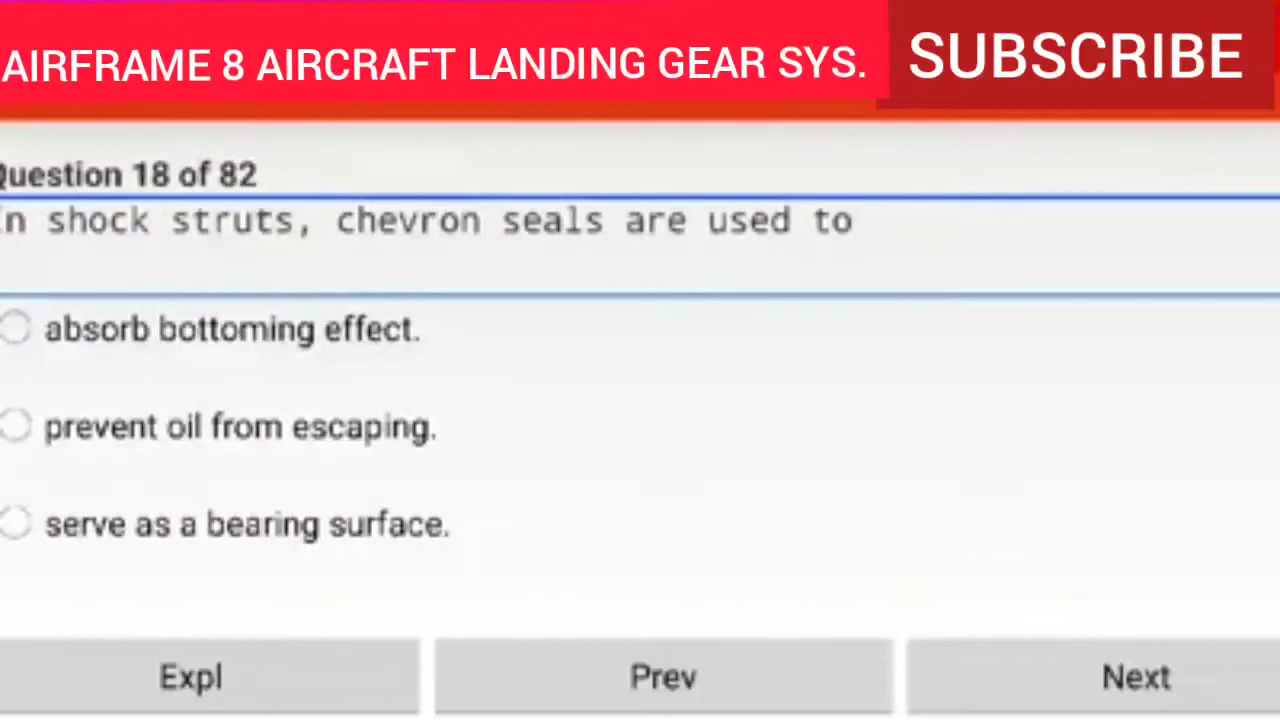 AIRFRAME 8 AIRCRAFT LANDING GEAR SYS.
SUBSCRIBE
Question 18 of 82
n shock struts, chevron seals are used to
absorb bottoming effect.
prevent oil from escaping.
serve as a bearing surface.
Expl
Prev
Next